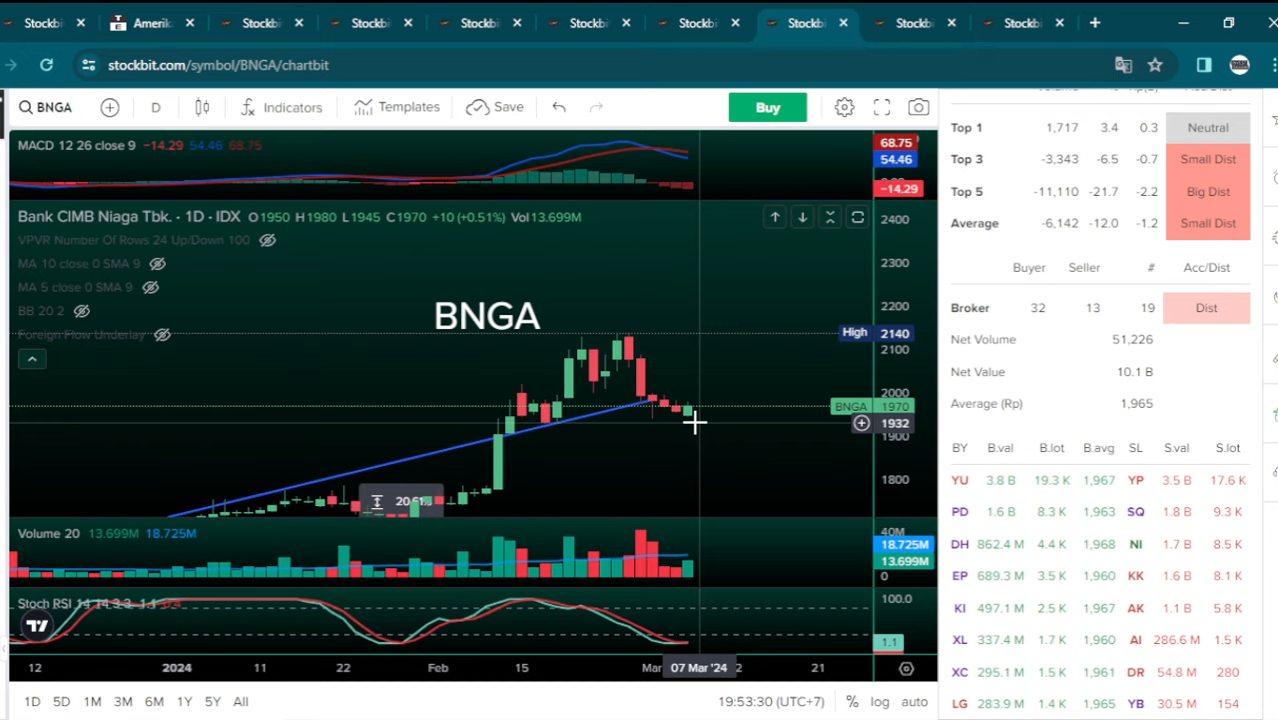 Stockbi Amerik Stockbi Stockbi Stockbi Stockbi Stockbi Stockbi Stockbi Stockbi
stockbit.com/symbol/BNGA/chartbit
BNGA D Indicators Templates Save Buy
MACD 12 26 close 9 −14.29 54.46 68.75
68.75
54.46
−14.29
Bank CIMB Niaga Tbk. · 1D · IDX O1950 H1980 L1945 C1970 +10 (+0.51%) Vol13.699M
VPVR Number Of Rows 24 Up/Down 100
MA 10 close 0 SMA 9
MA 5 close 0 SMA 9
BB 20 2
Foreign Flow Underlay
BNGA
2400
2300
2200
High 2140
2100
2000
BNGA 1970
1932
1900
1800
20.61%
Volume 20 13.699M 18.725M
40M
18.725M
13.699M
0
Stoch RSI 14 14 3 3 1.1
100.0
1.1
12 2024 11 22 Feb 15 Mar 07 Mar '24 2 21
1D 5D 1M 3M 6M 1Y 5Y All 19:53:30 (UTC+7) % log auto
Top 1 1,717 3.4 0.3 Neutral
Top 3 -3,343 -6.5 -0.7 Small Dist
Top 5 -11,110 -21.7 -2.2 Big Dist
Average -6,142 -12.0 -1.2 Small Dist
Buyer Seller # Acc/Dist
Broker 32 13 19 Dist
Net Volume 51,226
Net Value 10.1 B
Average (Rp) 1,965
BY B.val B.lot B.avg SL S.val S.lot
YU 3.8 B 19.3 K 1,967 YP 3.5 B 17.6 K
PD 1.6 B 8.3 K 1,963 SQ 1.8 B 9.3 K
DH 862.4 M 4.4 K 1,968 NI 1.7 B 8.5 K
EP 689.3 M 3.5 K 1,960 KK 1.6 B 8.1 K
KI 497.1 M 2.5 K 1,967 AK 1.1 B 5.8 K
XL 337.4 M 1.7 K 1,960 AI 286.6 M 1.5 K
XC 295.1 M 1.5 K 1,961 DR 54.8 M 280
LG 283.9 M 1.4 K 1,965 YB 30.5 M 154